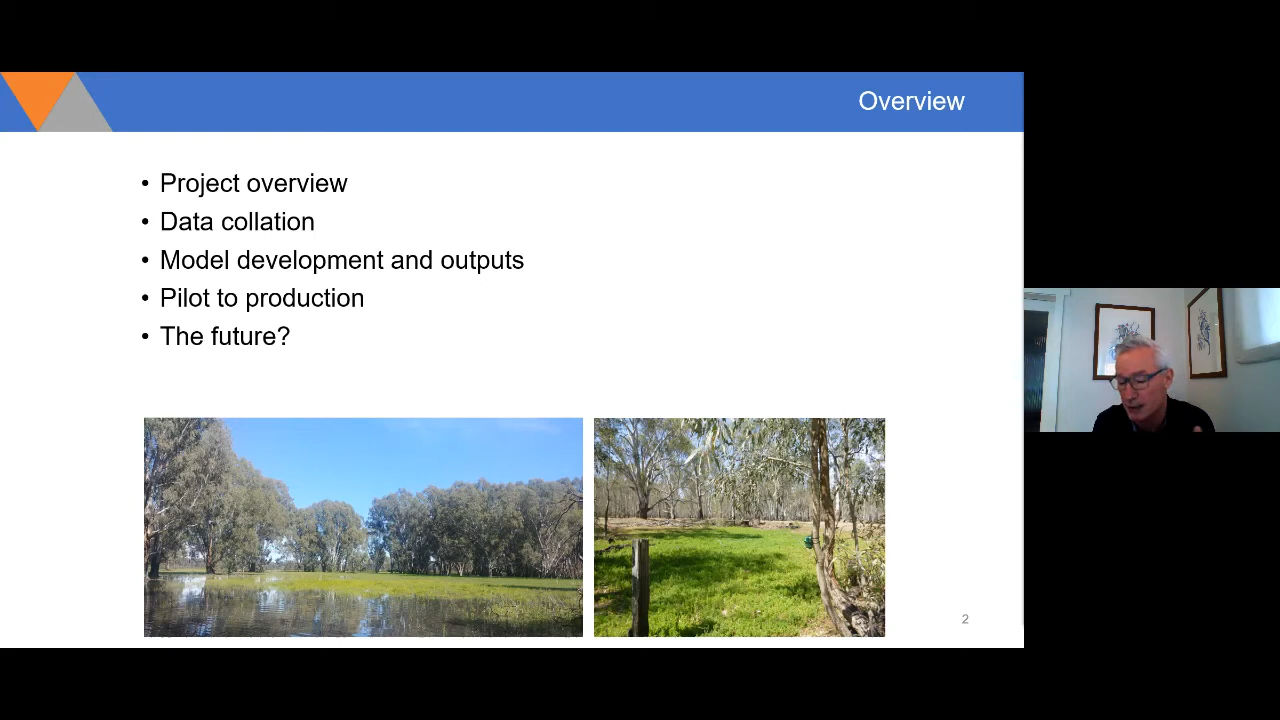 Overview
• Project overview
• Data collation
• Model development and outputs
• Pilot to production
• The future?
2